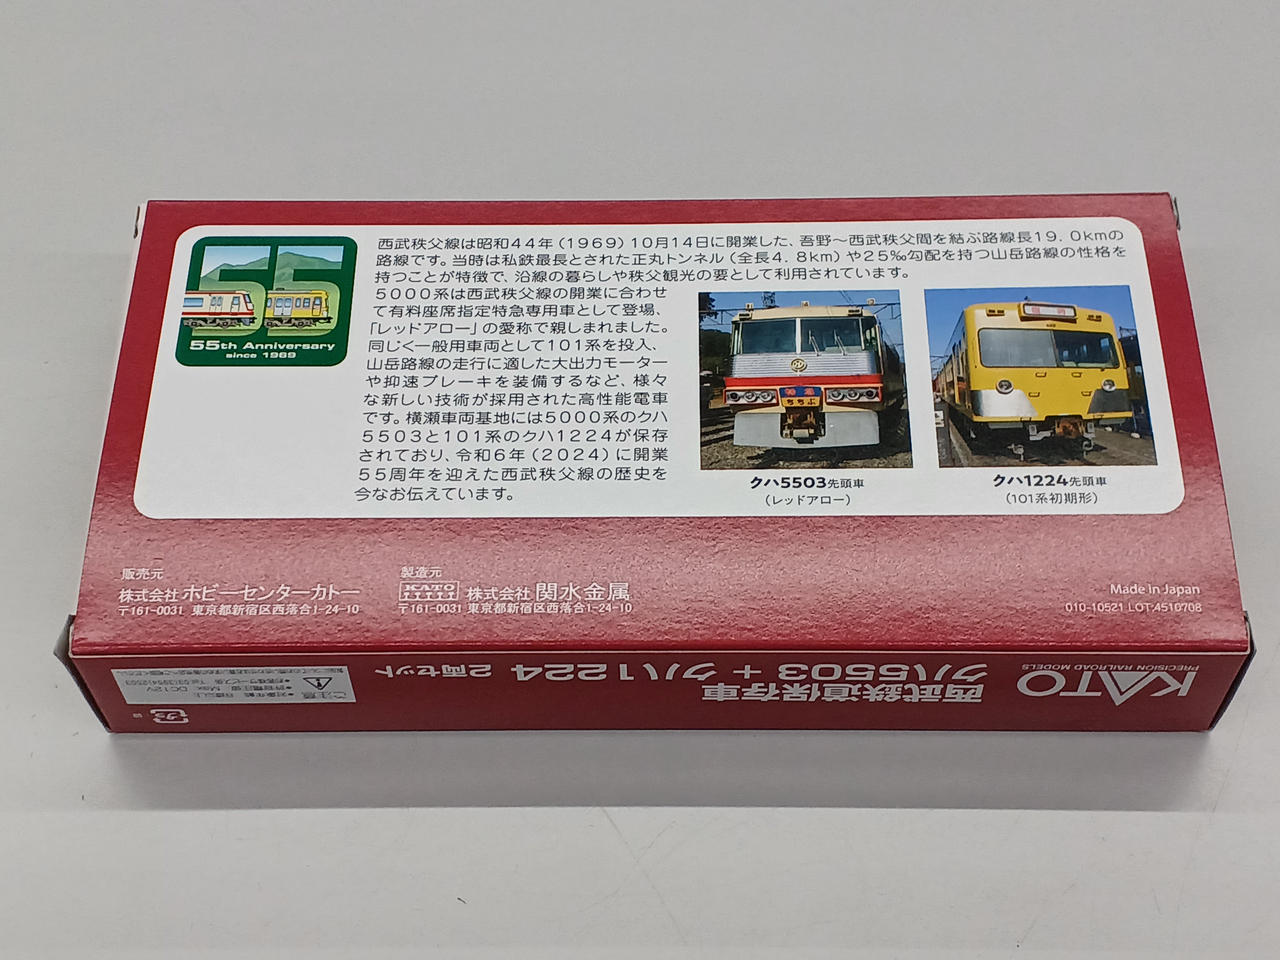 西武秩父線は昭和44年(1969)10月14日に開業した、吾野～西武秩父間を結ぶ路線長19.0kmの
路線です。当時は私鉄最長とされた正丸トンネル(全長4.8km)や25‰勾配を持つ山岳路線の性格を
持つことが特徴で、沿線の暮らしや秩父観光の要として利用されています。
5000系は西武秩父線の開業に合わせ
て有料座席指定特急専用車として登場、
「レッドアロー」の愛称で親しまれました。
同じく一般用車両として101系を投入、
山岳路線の走行に適した大出力モーター
や抑速ブレーキを装備するなど、様々
な新しい技術が採用された高性能電車
です。横瀬車両基地には5000系のクハ
5503と101系のクハ1224が保存
されており、令和6年(2024)に開業
55周年を迎えた西武秩父線の歴史を
今なお伝えています。
55
55th Anniversary
since 1969
特急
ちちぶ
クハ5503先頭車
(レッドアロー)
クハ1224先頭車
(101系初期形)
販売元
株式会社 ホビーセンターカトー
〒161-0031 東京都新宿区西落合1-24-10
製造元
KATO 株式会社 関水金属
〒161-0031 東京都新宿区西落合1-24-10
Made in Japan
010-10521 LOT:4510708
KATO
PRECISION RAILROAD MODELS
西武鉄道保存車
クハ5503+クハ1224 2両セット
ご注意
Max. DC12V